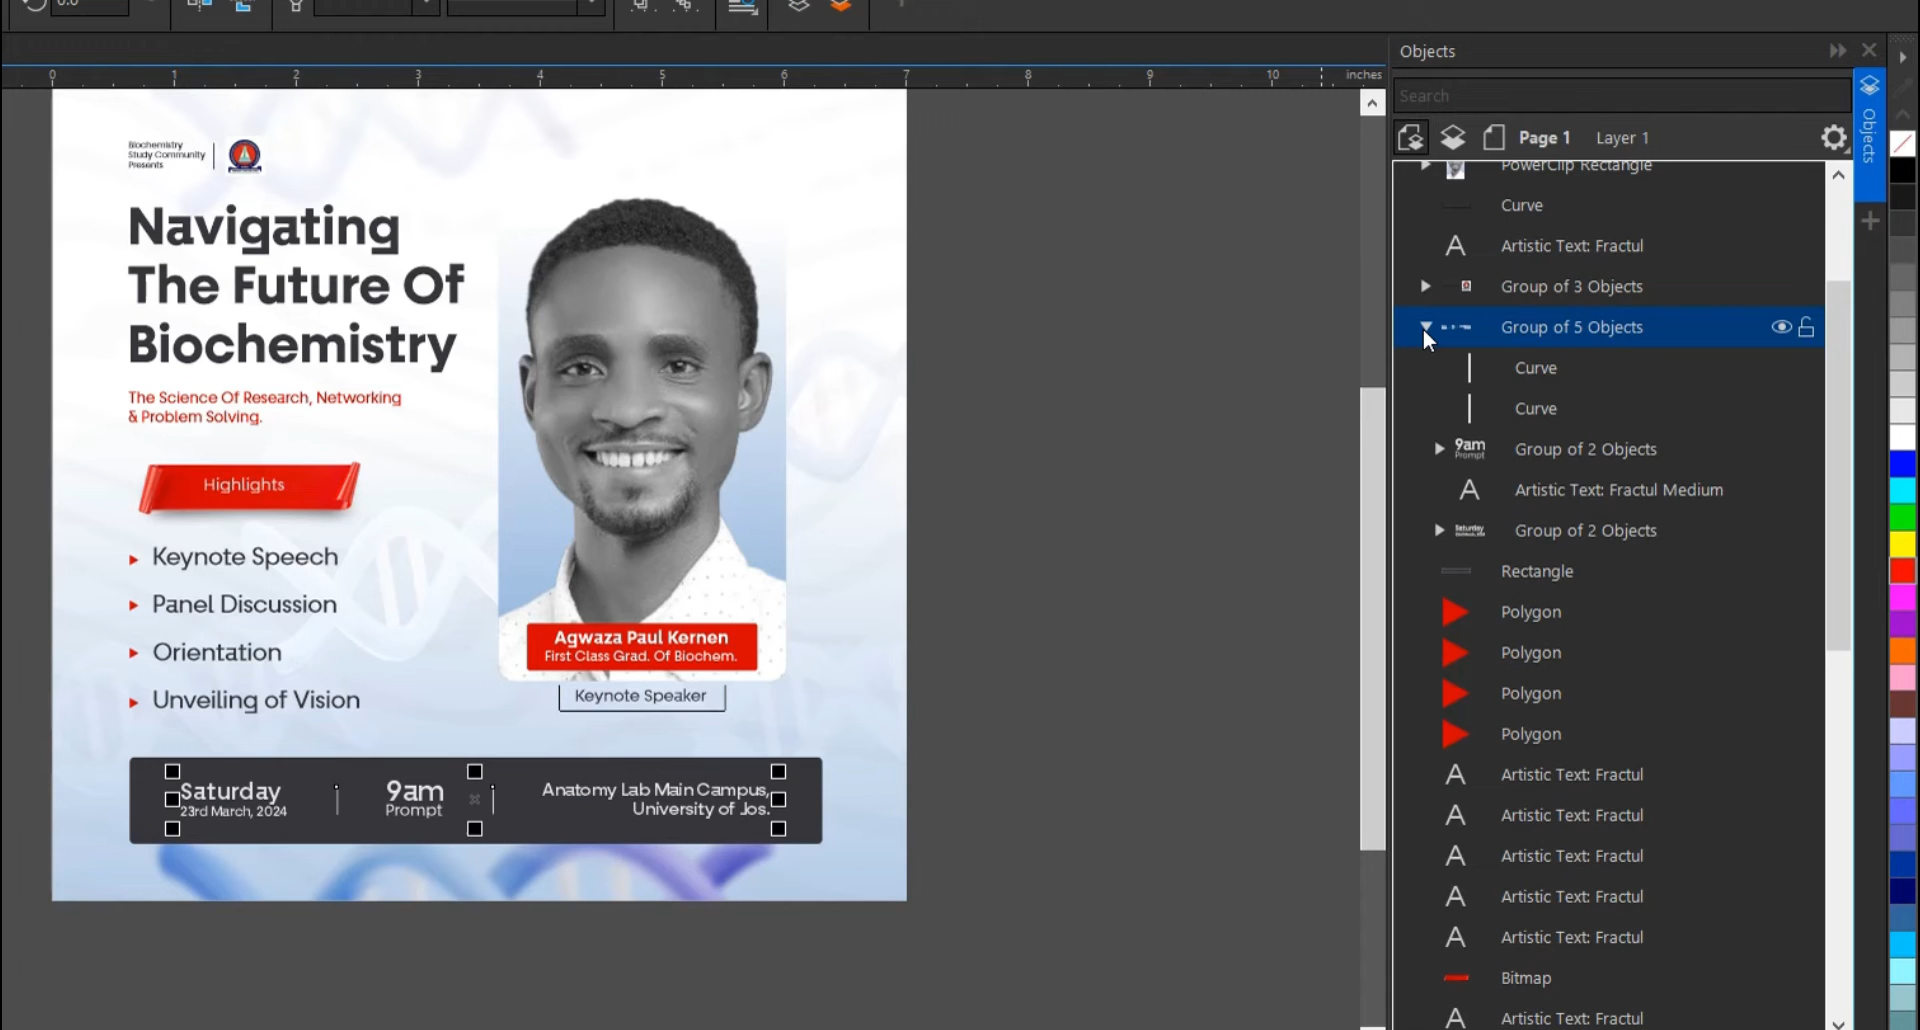 0.0
Objects
0 1 2 3 4 5 6 7 8 9 10 inches
Search
Page 1 Layer 1
Objects
PowerClip Rectangle
Curve
Artistic Text: Fractul
Group of 3 Objects
Group of 5 Objects
Curve
Curve
9am
Prompt
Group of 2 Objects
Artistic Text: Fractul Medium
Saturday
Group of 2 Objects
Rectangle
Polygon
Polygon
Polygon
Polygon
Artistic Text: Fractul
Artistic Text: Fractul
Artistic Text: Fractul
Artistic Text: Fractul
Artistic Text: Fractul
Bitmap
Artistic Text: Fractul
Biochemistry
Study Community
Presents
Navigating
The Future Of
Biochemistry
The Science Of Research, Networking
& Problem Solving.
Highlights
Keynote Speech
Panel Discussion
Orientation
Unveiling of Vision
Agwaza Paul Kernen
First Class Grad. Of Biochem.
Keynote Speaker
Saturday
23rd March, 2024
9am
Prompt
Anatomy Lab Main Campus,
University of Jos.